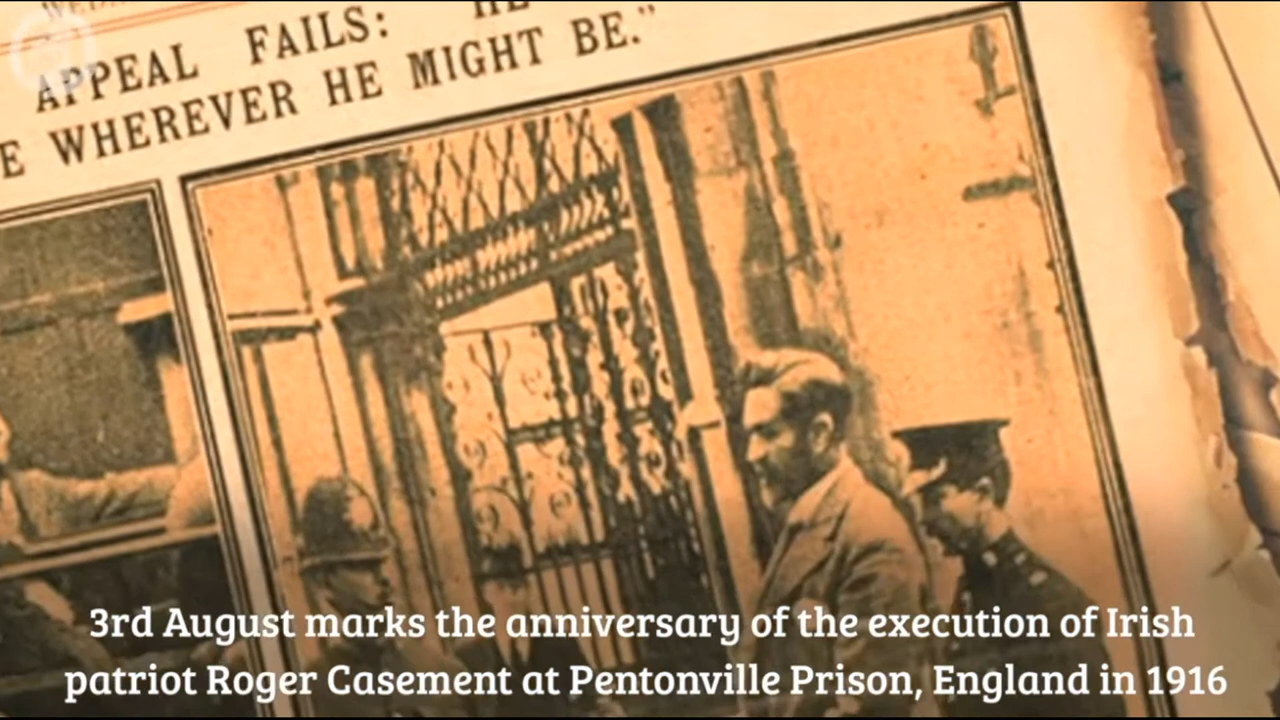 APPEAL FAILS: HE
E WHEREVER HE MIGHT BE."
3rd August marks the anniversary of the execution of Irish
patriot Roger Casement at Pentonville Prison, England in 1916